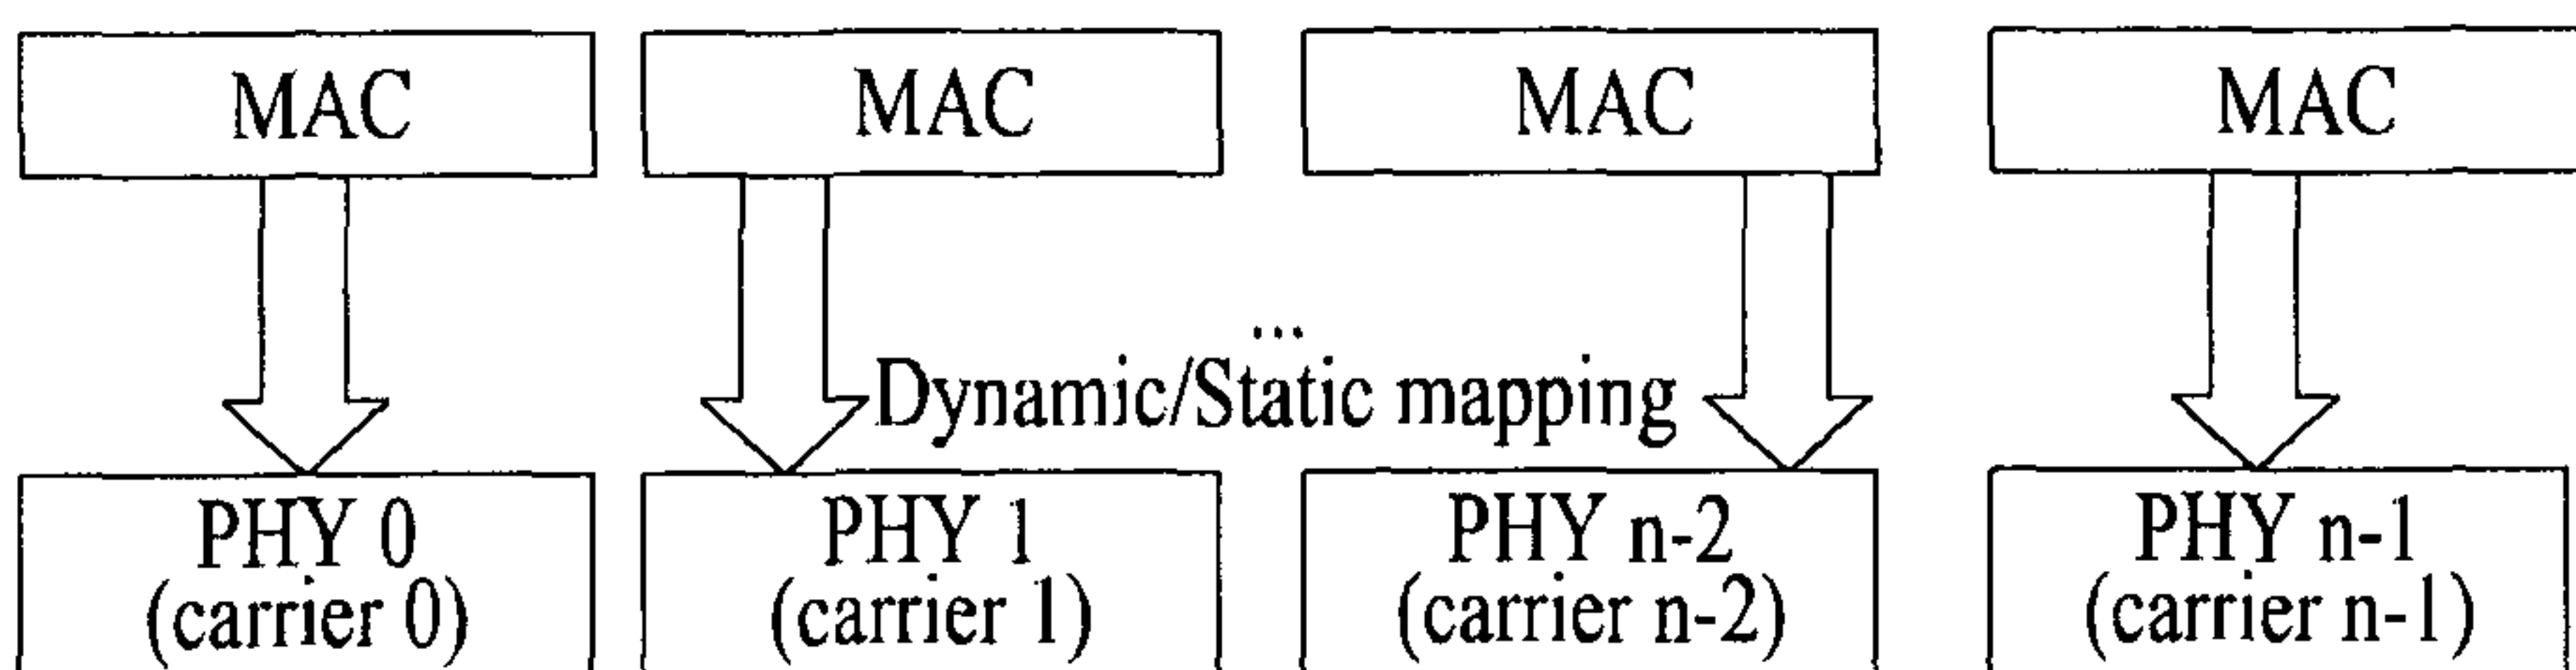 MAC
MAC
MAC
MAC
...
Dynamic/Static mapping
PHY 0
(carrier 0)
PHY 1
(carrier 1)
PHY n-2
(carrier n-2)
PHY n-1
(carrier n-1)